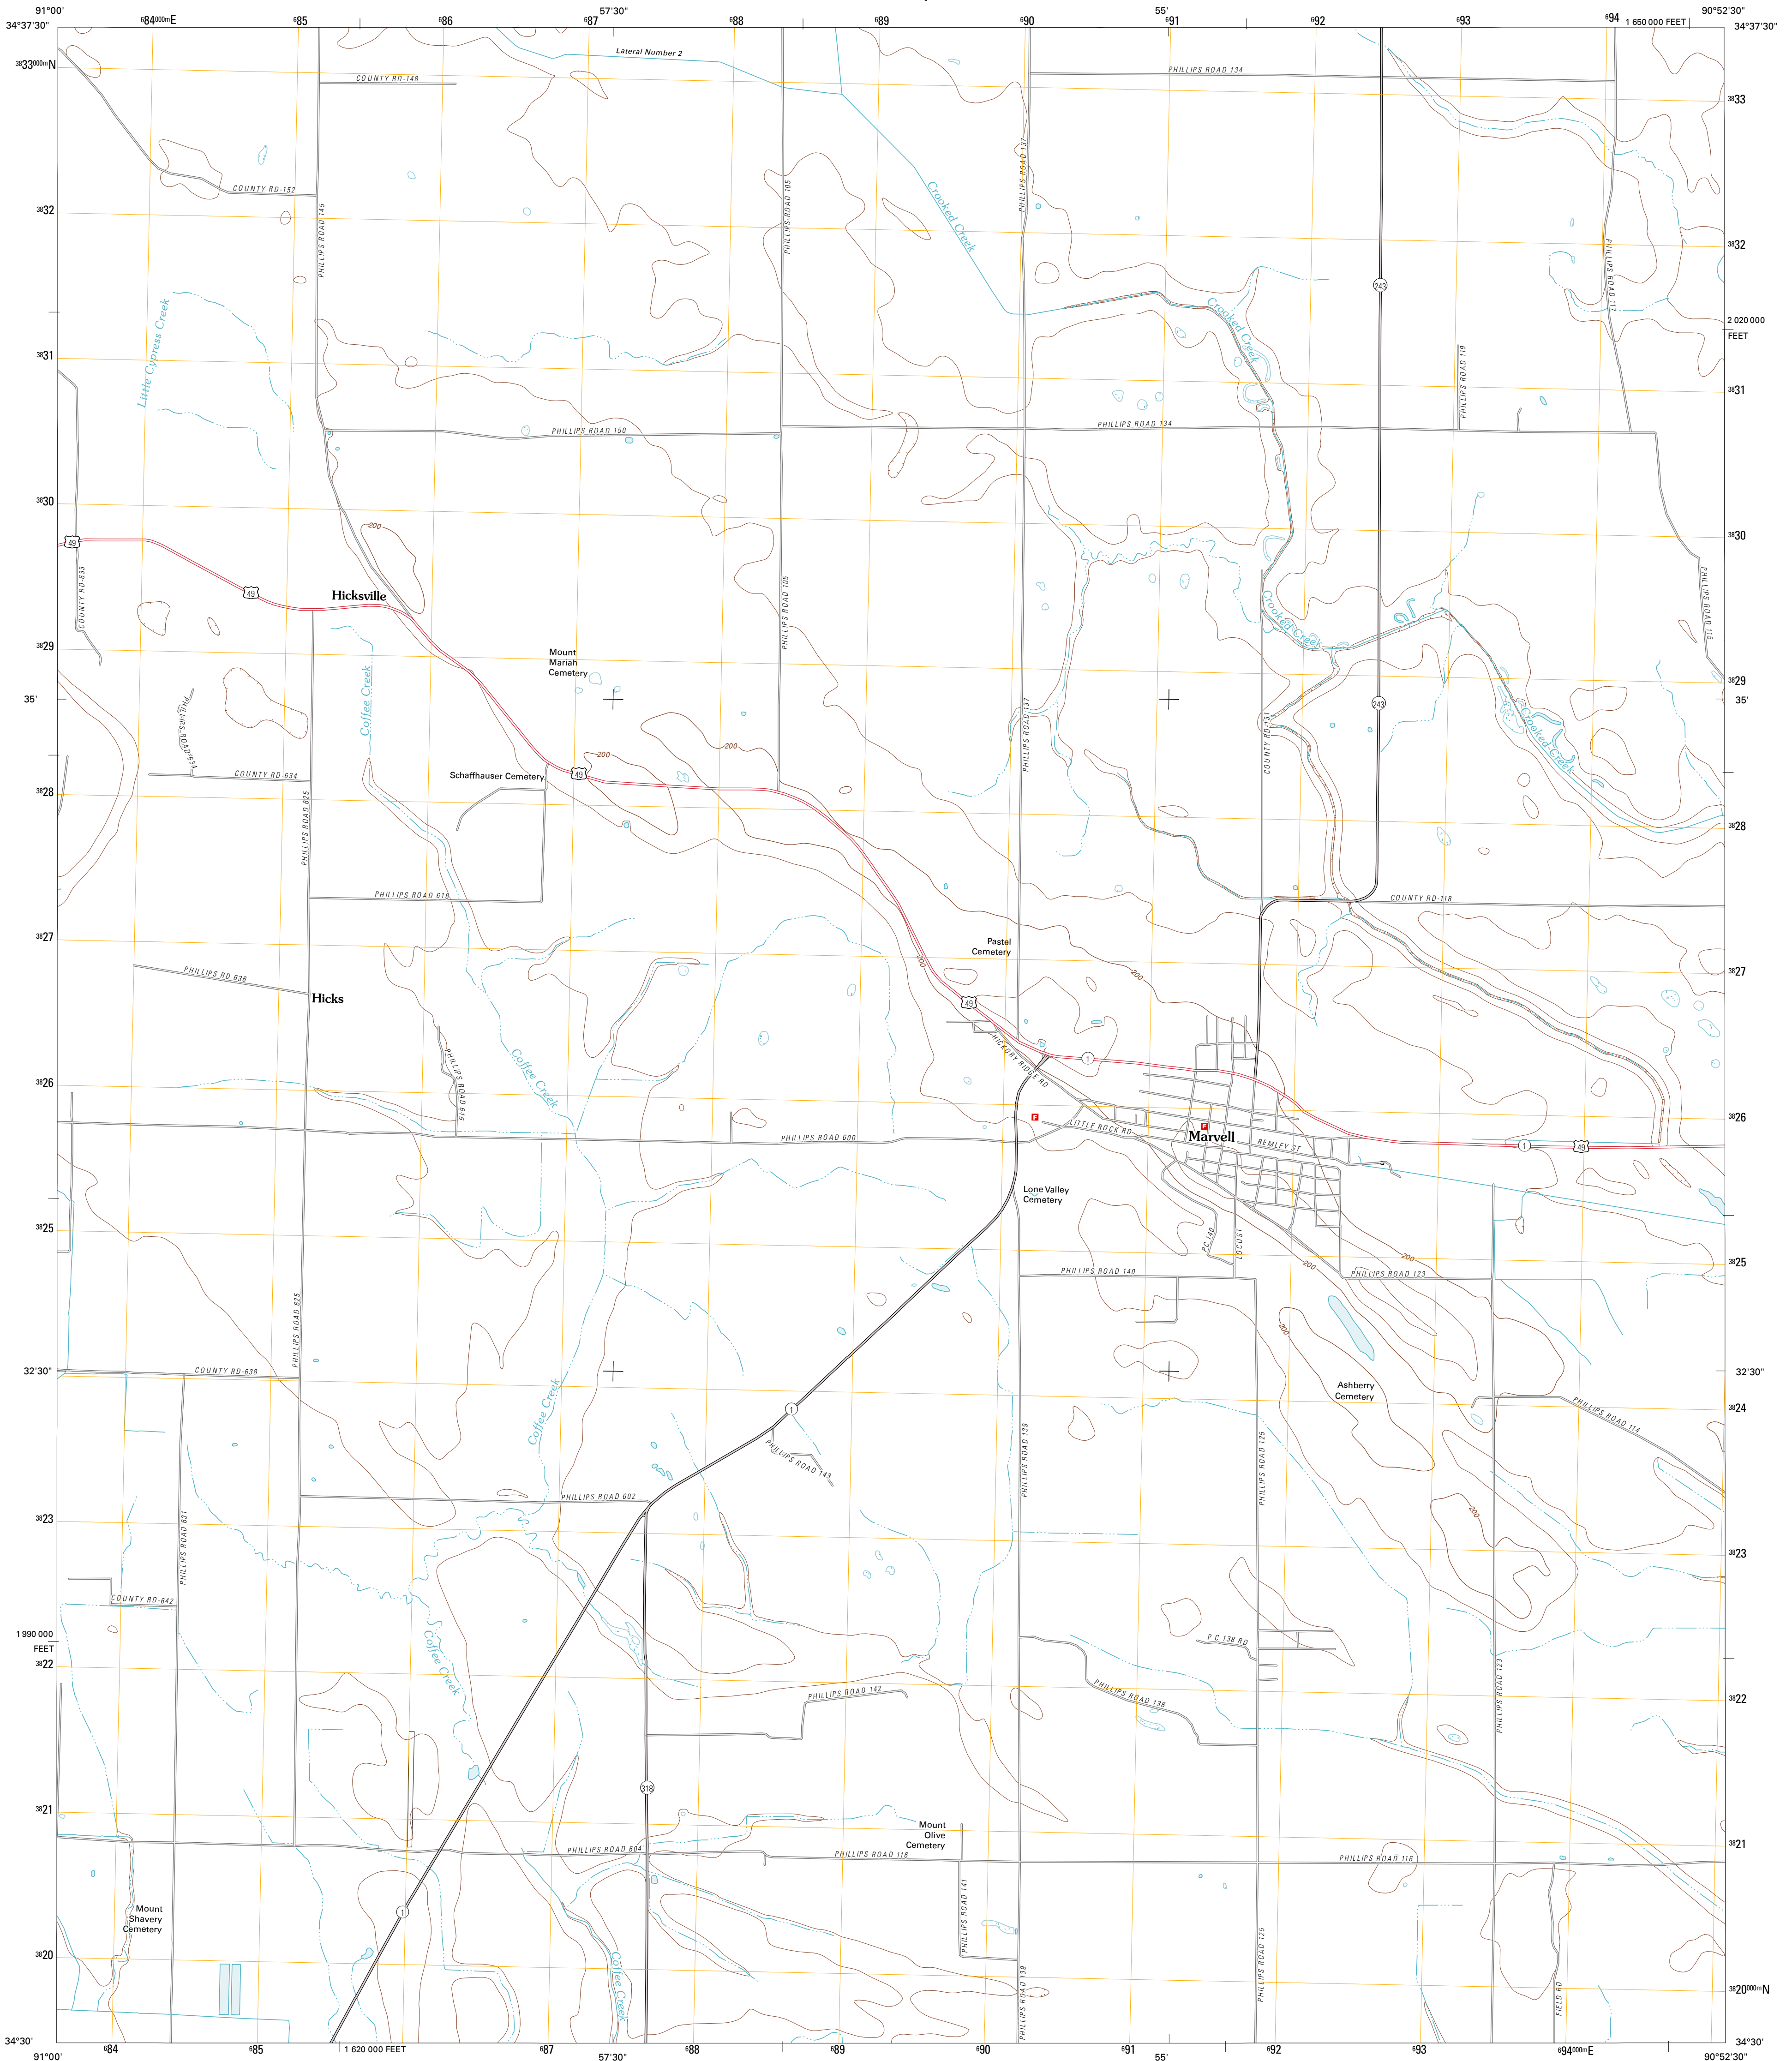 91°00'
⁶84⁰⁰⁰ᵐE
⁶85
⁶86
⁶87
57'30"
⁶88
⁶89
⁶90
55'
⁶91
⁶92
⁶93
⁶94
1 650 000 FEET
90°52'30"
34°37'30"
34°37'30"
Lateral Number 2
³⁸33⁰⁰⁰ᵐN
COUNTY RD-148
PHILLIPS ROAD 134
³⁸33
PHILLIPS ROAD 137
COUNTY RD-152
PHILLIPS ROAD 145
PHILLIPS ROAD 105
Crooked Creek
³⁸32
³⁸32
PHILLIPS ROAD 117
243
Little Cypress Creek
Crooked Creek
2 020 000
FEET
³⁸31
PHILLIPS ROAD 119
³⁸31
PHILLIPS ROAD 150
PHILLIPS ROAD 134
³⁸30
200
³⁸30
49
COUNTY RD-633
49
Hicksville
PHILLIPS ROAD 105
Crooked Creek
PHILLIPS ROAD 115
³⁸29
Mount
Mariah
Cemetery
³⁸29
35'
35'
Coffee Creek
PHILLIPS ROAD 634
PHILLIPS ROAD 137
COUNTY RD-131
243
Crooked Creek
200
200
COUNTY RD-634
Schaffhauser Cemetery
49
³⁸28
³⁸28
PHILLIPS ROAD 625
PHILLIPS ROAD 618
COUNTY RD-118
³⁸27
Pastel
Cemetery
200
200
³⁸27
PHILLIPS RD 636
Hicks
49
HICKORY RIDGE RD
1
Coffee Creek
PHILLIPS ROAD 615
³⁸26
³⁸26
F
F
LITTLE ROCK RD
Marvell
REMLEY ST
PHILLIPS ROAD 600
1
49
Lone Valley
Cemetery
³⁸25
PC 140
LOCUST
200
200
³⁸25
PHILLIPS ROAD 140
PHILLIPS ROAD 123
PHILLIPS ROAD 625
200
32'30"
COUNTY RD-638
32'30"
Ashberry
Cemetery
Coffee Creek
1
³⁸24
PHILLIPS ROAD 114
PHILLIPS ROAD 143
PHILLIPS ROAD 139
PHILLIPS ROAD 125
PHILLIPS ROAD 602
200
³⁸23
PHILLIPS ROAD 631
³⁸23
COUNTY RD-642
1 990 000
FEET
³⁸22
Coffee Creek
P C 138 RD
PHILLIPS ROAD 123
PHILLIPS ROAD 142
PHILLIPS ROAD 138
³⁸22
318
³⁸21
Mount
Olive
Cemetery
³⁸21
PHILLIPS ROAD 604
PHILLIPS ROAD 116
PHILLIPS ROAD 116
Mount
Shavery
Cemetery
1
PHILLIPS ROAD 141
³⁸20
PHILLIPS ROAD 125
Coffee Creek
PHILLIPS ROAD 139
FIELD RD
³⁸20⁰⁰⁰ᵐN
34°30'
34°30'
91°00'
⁶84
⁶85
1 620 000 FEET
⁶87
57'30"
⁶88
⁶89
⁶90
⁶91
55'
⁶92
⁶93
⁶94⁰⁰⁰ᵐE
90°52'30"